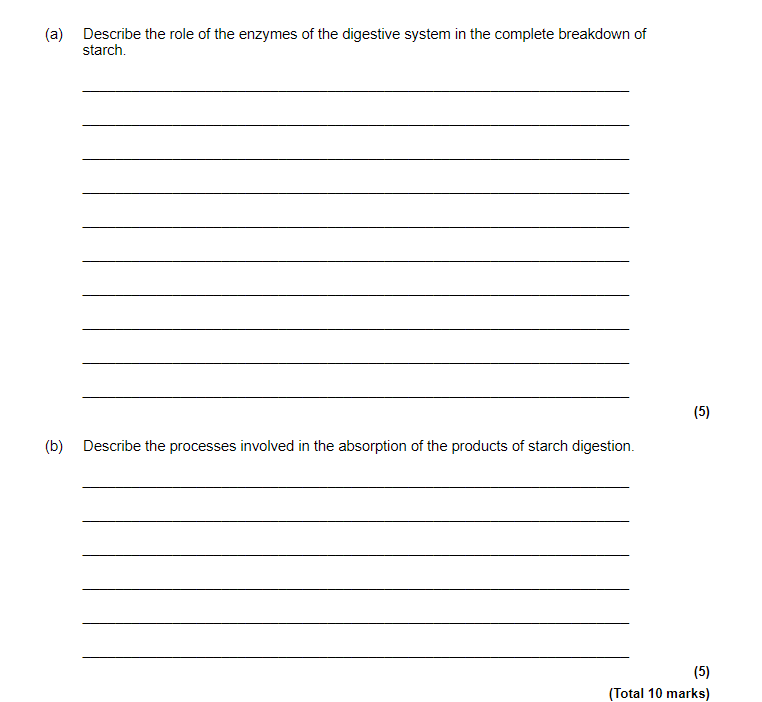 (a) Describe the role of the enzymes of the digestive system in the complete breakdown of
starch.
(5)
(b) Describe the processes involved in the absorption of the products of starch digestion.
(5)
(Total 10 marks)